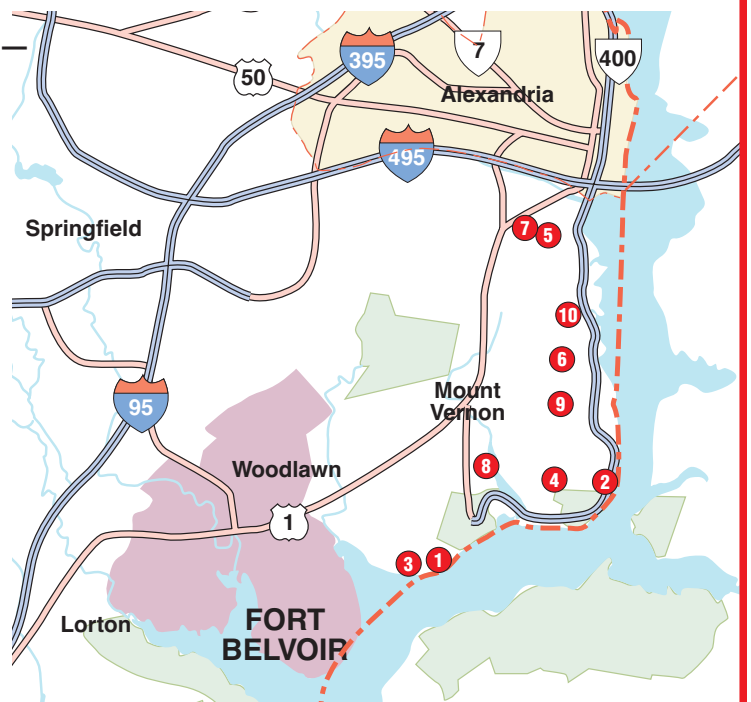 395
7
400
50
Alexandria
495
Springfield
7
5
10
6
Mount
Vernon
95
9
Woodlawn
8
4
2
1
3
1
Lorton
FORT
BELVOIR